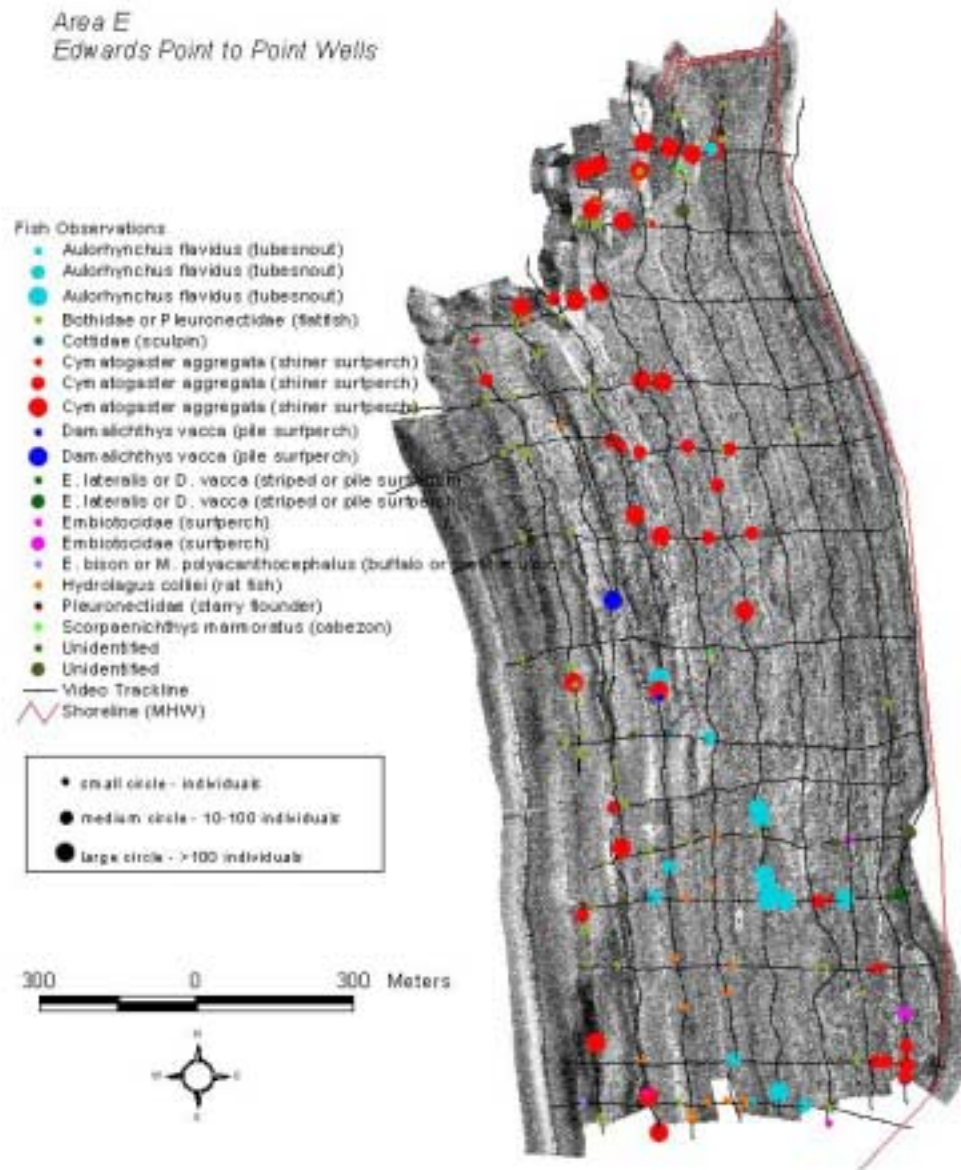 Area E
Edwards Point to Point Wells
Fish Observations
Aulorhynchus flavidus (tubesnout)
Aulorhynchus flavidus (tubesnout)
Aulorhynchus flavidus (tubesnout)
Bothidae or Pleuronectidae (flatfish)
Cottidae (sculpin)
Cymatogaster aggregata (shiner surfperch)
Cymatogaster aggregata (shiner surfperch)
Cymatogaster aggregata (shiner surfperch)
Damalichthys vacca (pile surfperch)
Damalichthys vacca (pile surfperch)
E. lateralis or D. vacca (striped or pile
E. lateralis or D. vacca (striped or pile surfperch
Embiotocidae (surfperch)
Embiotocidae (surfperch)
E. bison or M. polyacanthocephalus (buffalo or
Hydrolagus colliei (rat fish)
Pleuronectidae (starry flounder)
Scorpaenichthys marmoratus (cabezon)
Unidentified
Unidentified
Video Trackline
Shoreline (MHW)
small circle - individuals
medium circle - 10-100 individuals
large circle - >100 individuals
300 0 300 Meters
N
W E
S